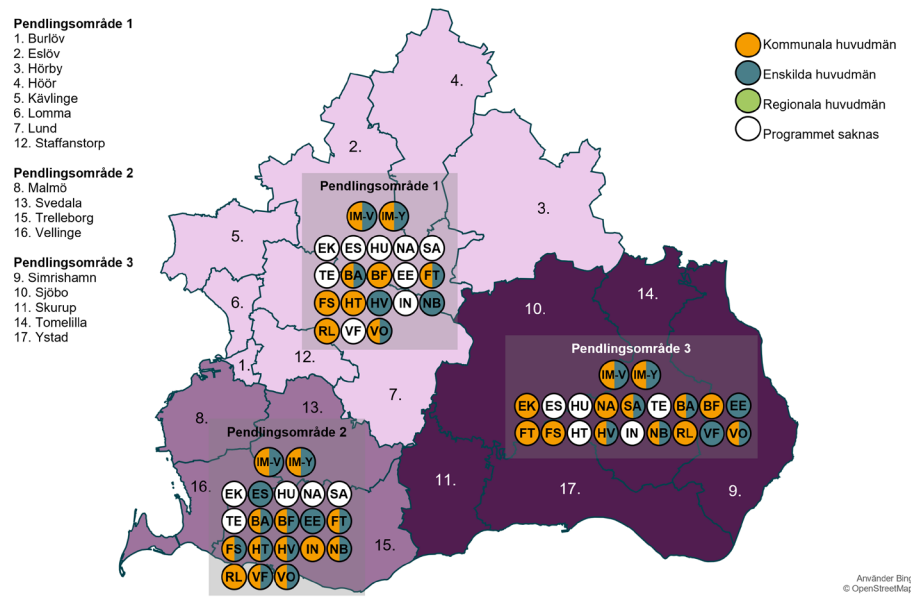 Pendlingsområde 1
1. Burlöv
2. Eslöv
3. Hörby
4. Höör
5. Kävlinge
6. Lomma
7. Lund
12. Staffanstorp
Pendlingsområde 2
8. Malmö
13. Svedala
15. Trelleborg
16. Vellinge
Pendlingsområde 3
9. Simrishamn
10. Sjöbo
11. Skurup
14. Tomelilla
17. Ystad
Kommunala huvudmän
Enskilda huvudmän
Regionala huvudmän
Programmet saknas
4.
2.
3.
5.
6.
1.
12.
7.
Pendlingsområde 1
IM-V IM-Y
EK ES HU NA SA
TE BA BF EE FT
FS HT HV IN NB
RL VF VO
10.
14.
Pendlingsområde 3
IM-V IM-Y
EK ES HU NA SA TE BA BF EE
FT FS HT HV IN NB RL VF VO
11.
17.
9.
8.
13.
Pendlingsområde 2
IM-V IM-Y
16.
EK ES HU NA SA
TE BA BF EE FT
FS HT HV IN NB
RL VF VO
15.
Använder Bing
© OpenStreetMap